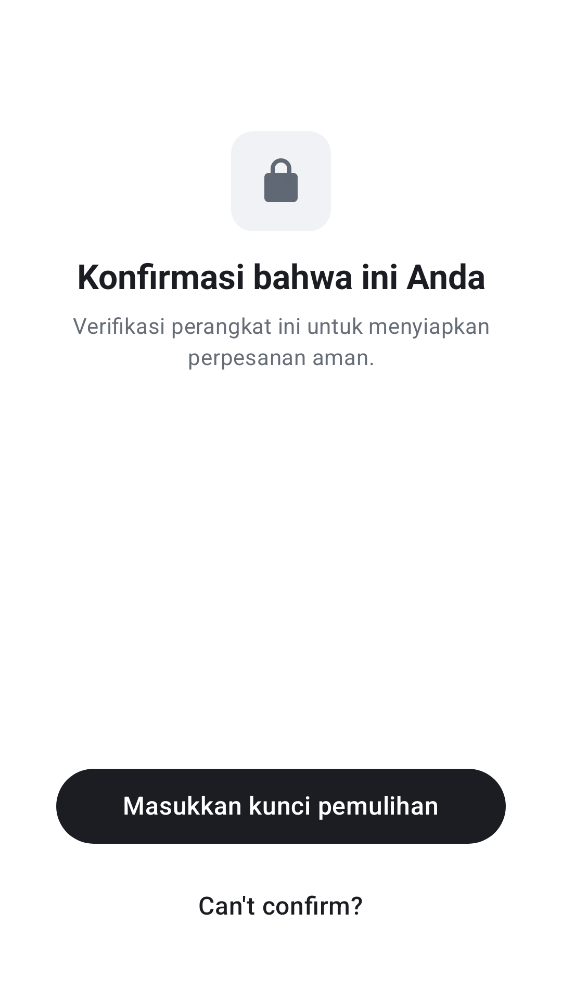 Konfirmasi bahwa ini Anda
Verifikasi perangkat ini untuk menyiapkan
perpesanan aman.
Masukkan kunci pemulihan
Can't confirm?